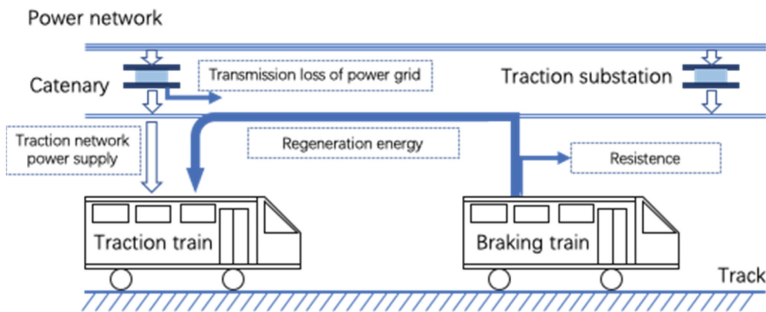 Power network
Transmission loss of power grid
Traction substation
Catenary
Traction network
power supply
Regeneration energy
Resistence
Traction train
Braking train
Track